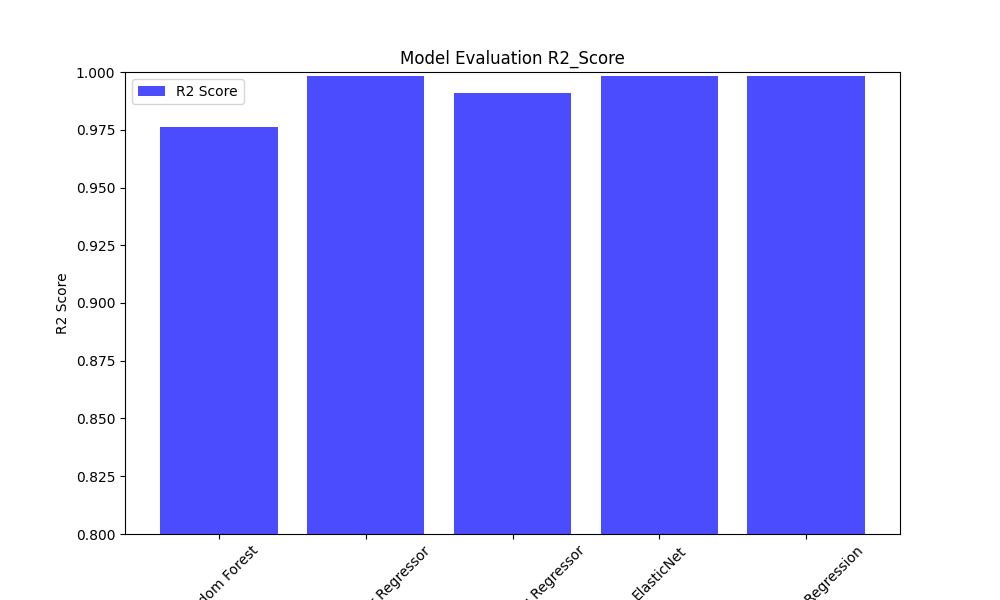 Model Evaluation R2_Score
R2 Score
1.000
0.975
0.950
0.925
0.900
0.875
0.850
0.825
0.800
R2 Score
Forest
Regressor
Regressor
ElasticNet
Regression